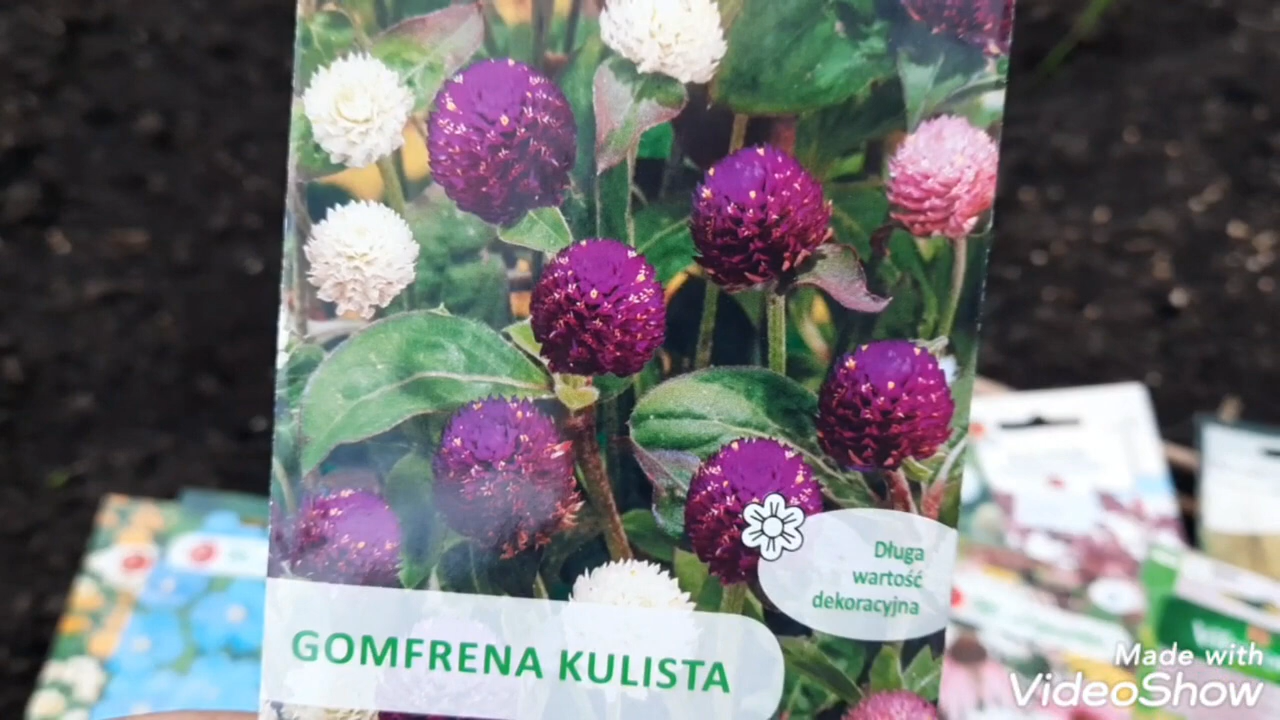 Długa
wartość
dekoracyjna
GOMFRENA KULISTA
Made with
VideoShow